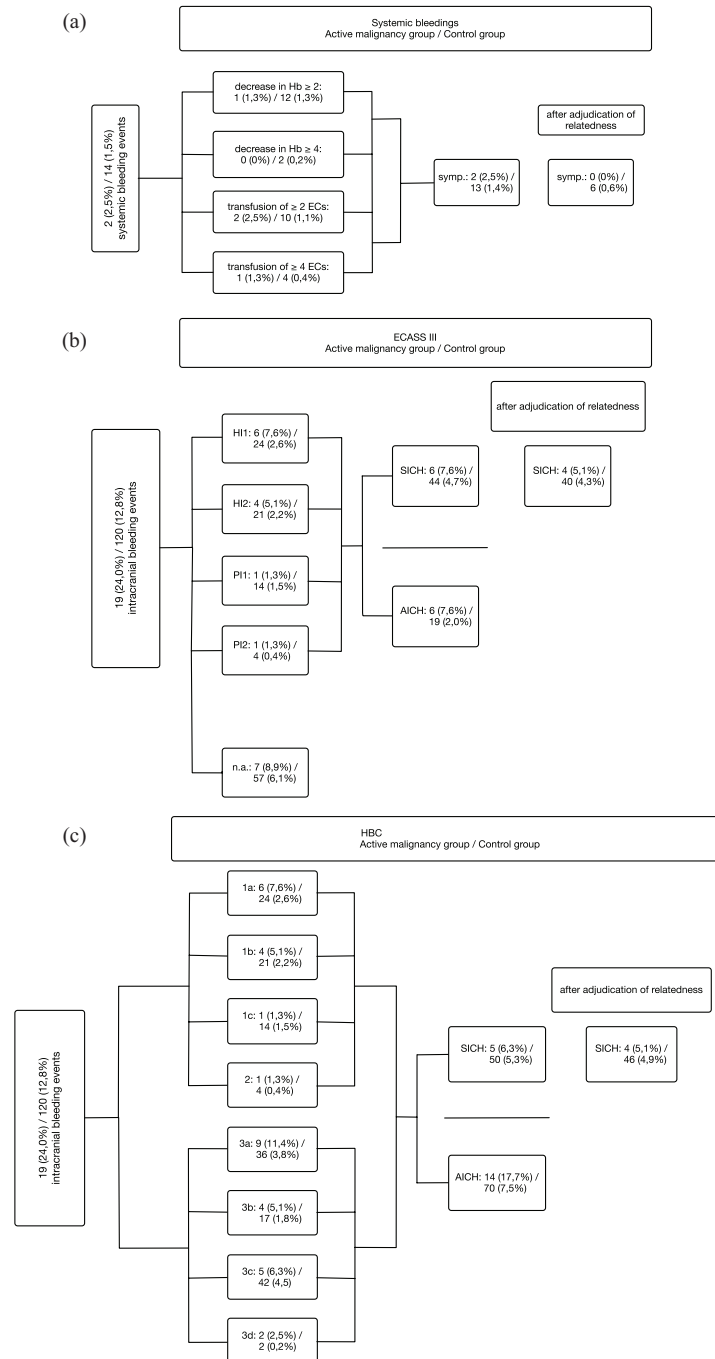 (a)
Systemic bleedings
Active malignancy group / Control group
2 (2,5%) / 14 (1,5%)
systemic bleeding events
decrease in Hb ≥ 2:
1 (1,3%) / 12 (1,3%)
decrease in Hb ≥ 4:
0 (0%) / 2 (0,2%)
transfusion of ≥ 2 ECs:
2 (2,5%) / 10 (1,1%)
transfusion of ≥ 4 ECs:
1 (1,3%) / 4 (0,4%)
symp.: 2 (2,5%) /
13 (1,4%)
after adjudication of
relatedness
symp.: 0 (0%) /
6 (0,6%)
(b)
ECASS III
Active malignancy group / Control group
19 (24,0%) / 120 (12,8%)
intracranial bleeding events
HI1: 6 (7,6%) /
24 (2,6%)
HI2: 4 (5,1%) /
21 (2,2%)
PI1: 1 (1,3%) /
14 (1,5%)
PI2: 1 (1,3%) /
4 (0,4%)
n.a.: 7 (8,9%) /
57 (6,1%)
SICH: 6 (7,6%) /
44 (4,7%)
AICH: 6 (7,6%) /
19 (2,0%)
after adjudication of relatedness
SICH: 4 (5,1%) /
40 (4,3%)
(c)
HBC
Active malignancy group / Control group
19 (24,0%) / 120 (12,8%)
intracranial bleeding events
1a: 6 (7,6%) /
24 (2,6%)
1b: 4 (5,1%) /
21 (2,2%)
1c: 1 (1,3%) /
14 (1,5%)
2: 1 (1,3%) /
4 (0,4%)
3a: 9 (11,4%) /
36 (3,8%)
3b: 4 (5,1%) /
17 (1,8%)
3c: 5 (6,3%) /
42 (4,5)
3d: 2 (2,5%) /
2 (0,2%)
SICH: 5 (6,3%) /
50 (5,3%)
AICH: 14 (17,7%) /
70 (7,5%)
after adjudication of relatedness
SICH: 4 (5,1%) /
46 (4,9%)